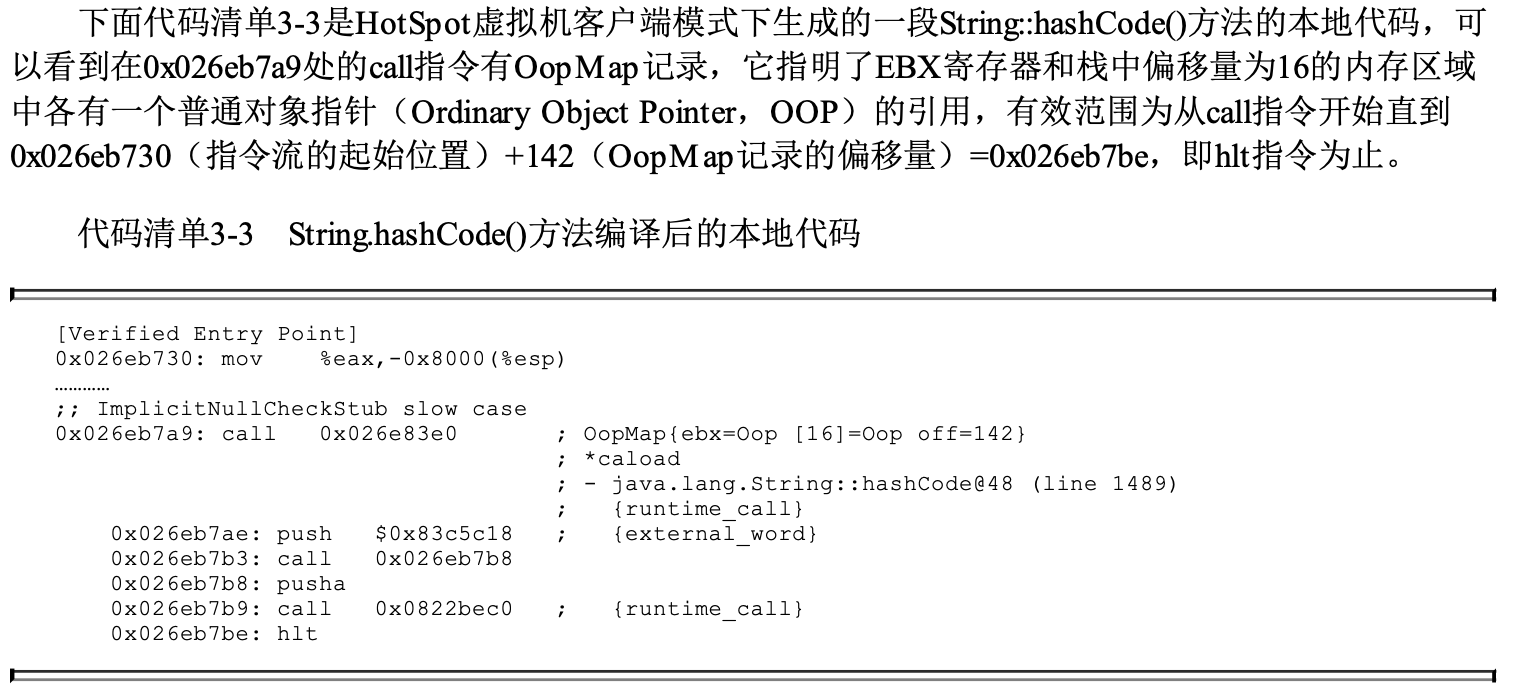 下面代码清单3-3是HotSpot虚拟机客户端模式下生成的一段String::hashCode()方法的本地代码，可
以看到在0x026eb7a9处的call指令有OopMap记录，它指明了EBX寄存器和栈中偏移量为16的内存区域
中各有一个普通对象指针（Ordinary Object Pointer，OOP）的引用，有效范围为从call指令开始直到
0x026eb730（指令流的起始位置）+142（OopMap记录的偏移量）=0x026eb7be，即hlt指令为止。
代码清单3-3　String.hashCode()方法编译后的本地代码
[Verified Entry Point]
0x026eb730: mov    %eax,-0x8000(%esp)
…………
;; ImplicitNullCheckStub slow case
0x026eb7a9: call   0x026e83e0       ; OopMap{ebx=Oop [16]=Oop off=142}
                                    ; *caload
                                    ; - java.lang.String::hashCode@48 (line 1489)
                                    ;   {runtime_call}
    0x026eb7ae: push   $0x83c5c18   ;   {external_word}
    0x026eb7b3: call   0x026eb7b8
    0x026eb7b8: pusha
    0x026eb7b9: call   0x0822bec0   ;   {runtime_call}
    0x026eb7be: hlt